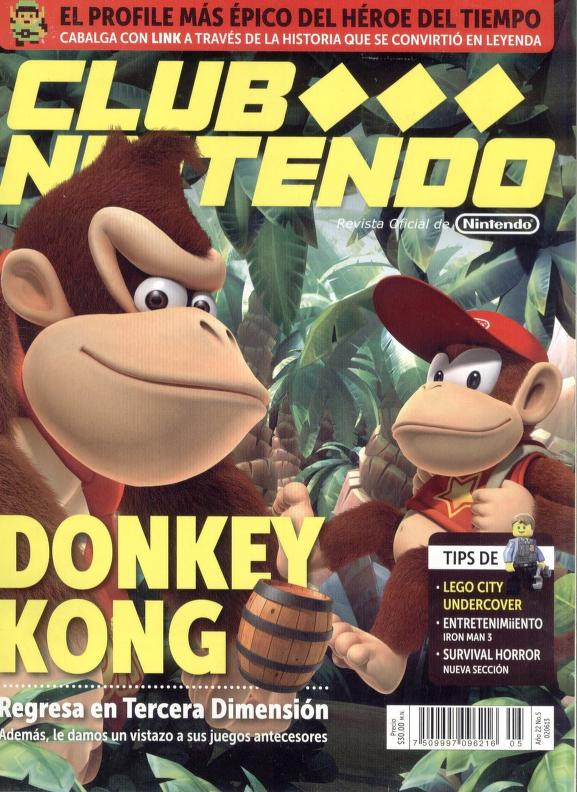 EL PROFILE MÁS ÉPICO DEL HÉROE DEL TIEMPO
CABALGA CON LINK A TRAVÉS DE LA HISTORIA QUE SE CONVIRTIÓ EN LEYENDA
CLUB
NINTENDO
Revista Oficial de Nintendo
DONKEY
KONG
Regresa en Tercera Dimensión
Además, le damos un vistazo a sus juegos antecesores
TIPS DE
· LEGO CITY
UNDERCOVER
· ENTRETENIMiiENTO
IRON MAN 3
· SURVIVAL HORROR
NUEVA SECCIÓN
Precio
$30.00 M.N.
7 509997 096216 05
Año 22 No.5
020613